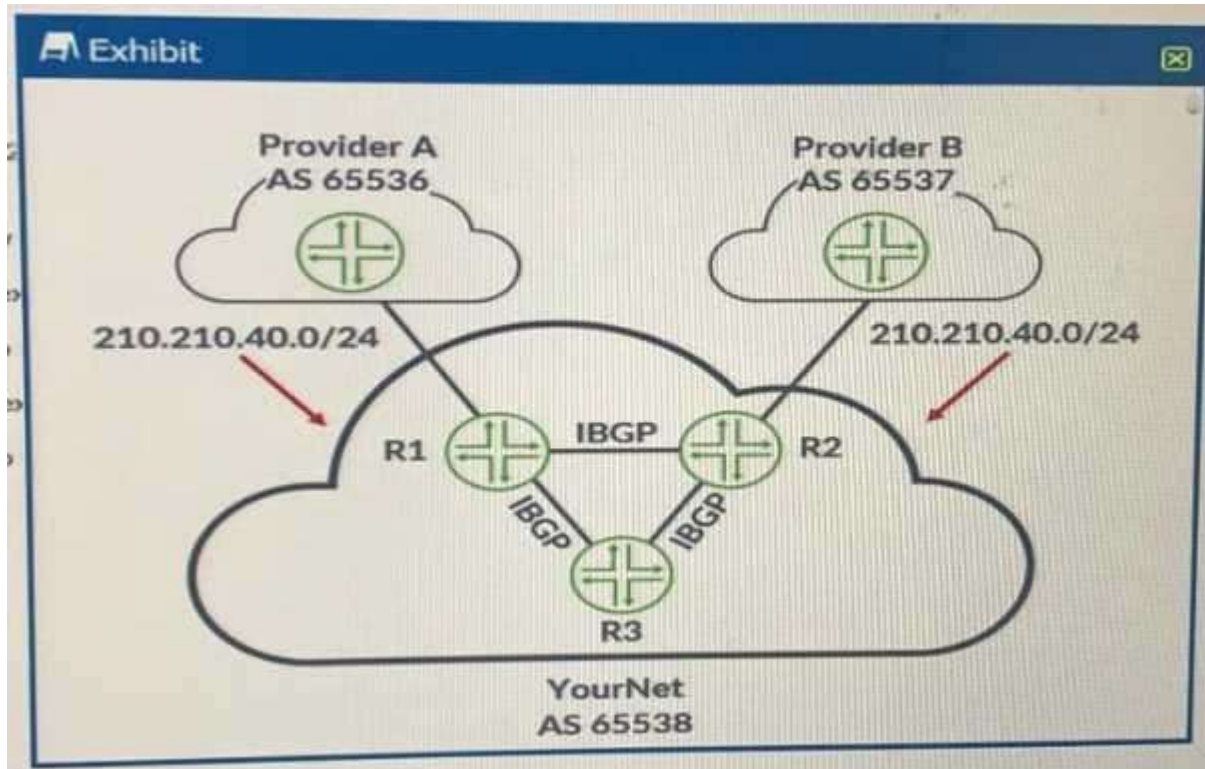 Exhibit
Provider A
AS 65536
Provider B
AS 65537
210.210.40.0/24
210.210.40.0/24
R1
IBGP
R2
IBGP
IBGP
R3
YourNet
AS 65538